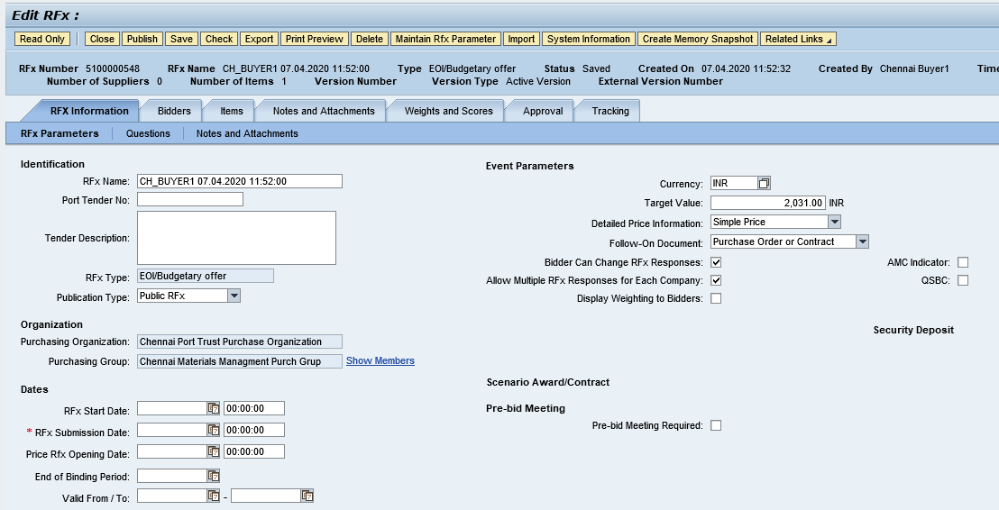 Edit RFx :
Read Only Close Publish Save Check Export Print Preview Delete Maintain Rfx Parameter Import System Information Create Memory Snapshot Related Links
RFx Number 5100000548 RFx Name CH_BUYER1 07.04.2020 11:52:00 Type EOI/Budgetary offer Status Saved Created On 07.04.2020 11:52:32 Created By Chennai Buyer1 Time
Number of Suppliers 0 Number of Items 1 Version Number Version Type Active Version External Version Number
RFX Information Bidders Items Notes and Attachments Weights and Scores Approval Tracking
RFx Parameters Questions Notes and Attachments
Identification
RFx Name: CH_BUYER1 07.04.2020 11:52:00
Port Tender No:
Tender Description:
RFx Type: EOI/Budgetary offer
Publication Type: Public RFx
Organization
Purchasing Organization: Chennai Port Trust Purchase Organization
Purchasing Group: Chennai Materials Managment Purch Grup Show Members
Dates
RFx Start Date: 00:00:00
* RFx Submission Date: 00:00:00
Price Rfx Opening Date: 00:00:00
End of Binding Period:
Valid From / To: -
Event Parameters
Currency: INR
Target Value: 2,031.00 INR
Detailed Price Information: Simple Price
Follow-On Document: Purchase Order or Contract
Bidder Can Change RFx Responses: AMC Indicator:
Allow Multiple RFx Responses for Each Company: QSBC:
Display Weighting to Bidders:
Security Deposit
Scenario Award/Contract
Pre-bid Meeting
Pre-bid Meeting Required: